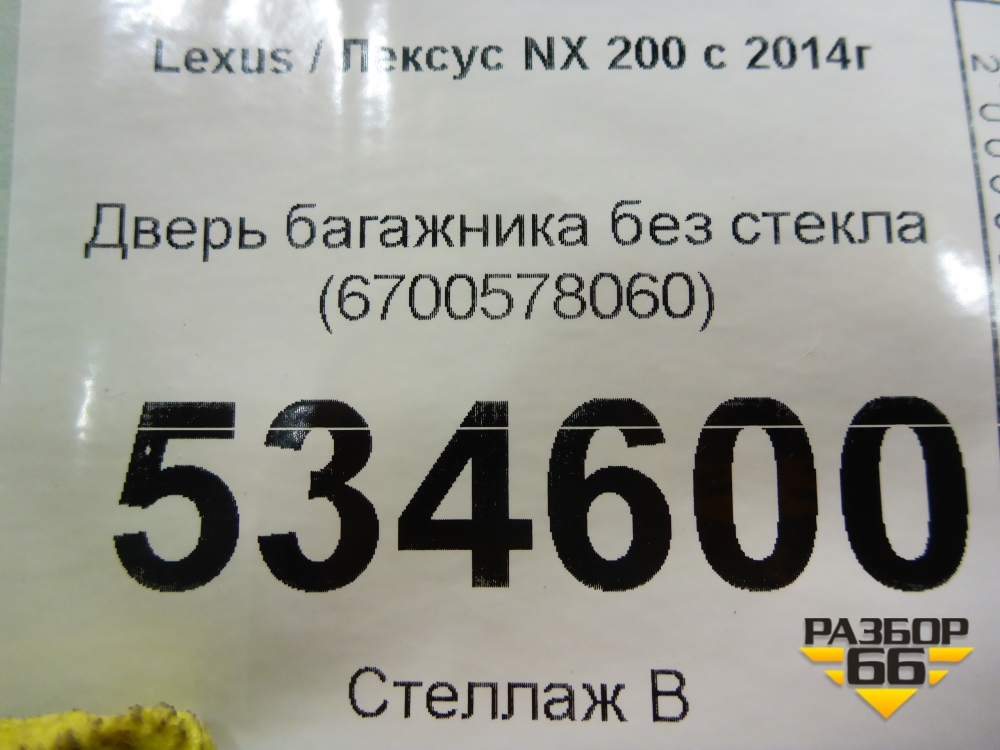 Lexus / Лексус NX 200 с 2014г
Дверь багажника без стекла
(6700578060)
534600
Стеллаж В
РАЗБОР
66